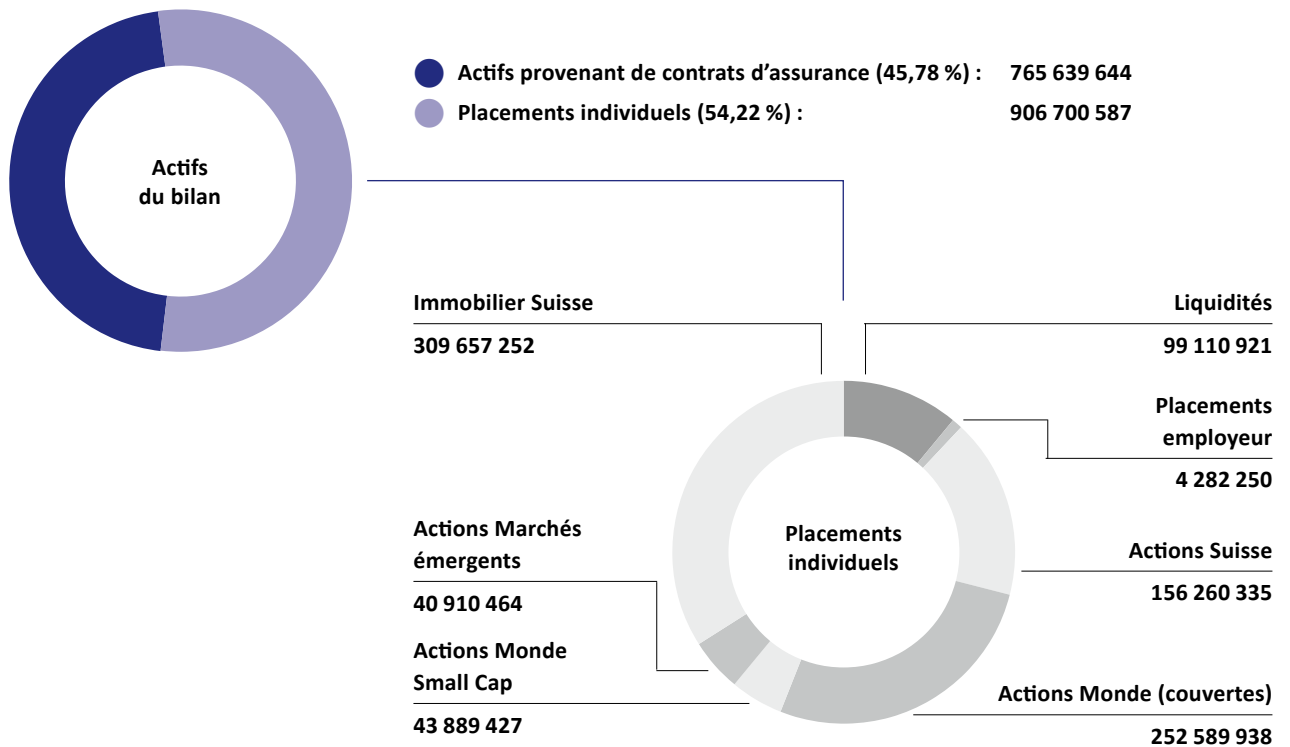 Actifs
du bilan
Actifs provenant de contrats d’assurance (45,78 %) : 765 639 644
Placements individuels (54,22 %) : 906 700 587
Immobilier Suisse
309 657 252
Liquidités
99 110 921
Placements
employeur
4 282 250
Placements
individuels
Actions Marchés
émergents
40 910 464
Actions Suisse
156 260 335
Actions Monde
Small Cap
43 889 427
Actions Monde (couvertes)
252 589 938